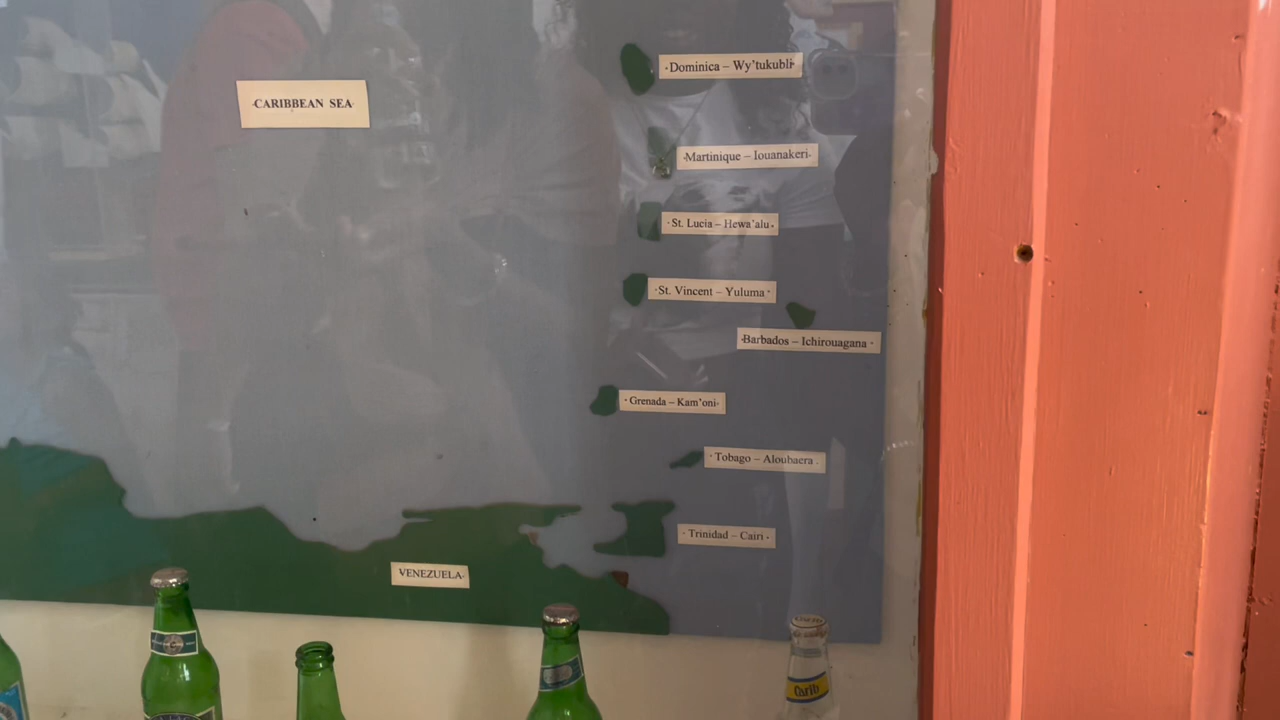 Dominica – Wy'tukubli
CARIBBEAN SEA
Martinique – Iouanakeri
St. Lucia – Hewa'alu
St. Vincent – Yuluma
Barbados – Ichirouagana
Grenada – Kam'oni
Tobago – Aloubaera
Trinidad – Cairi
VENEZUELA
Carib